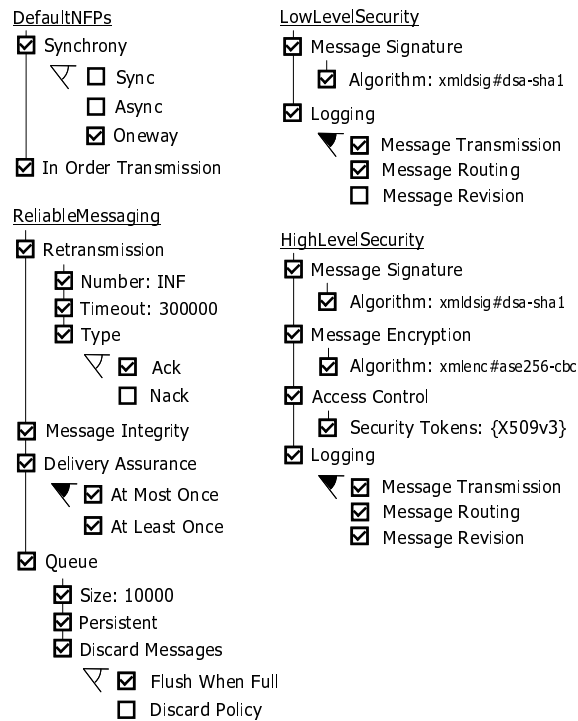 DefaultNFPs
Synchrony
Sync
Async
Oneway
In Order Transmission
ReliableMessaging
Retransmission
Number: INF
Timeout: 300000
Type
Ack
Nack
Message Integrity
Delivery Assurance
At Most Once
At Least Once
Queue
Size: 10000
Persistent
Discard Messages
Flush When Full
Discard Policy
LowLevelSecurity
Message Signature
Algorithm: xmldsig#dsa-sha1
Logging
Message Transmission
Message Routing
Message Revision
HighLevelSecurity
Message Signature
Algorithm: xmldsig#dsa-sha1
Message Encryption
Algorithm: xmlenc#ase256-cbc
Access Control
Security Tokens: {X509v3}
Logging
Message Transmission
Message Routing
Message Revision